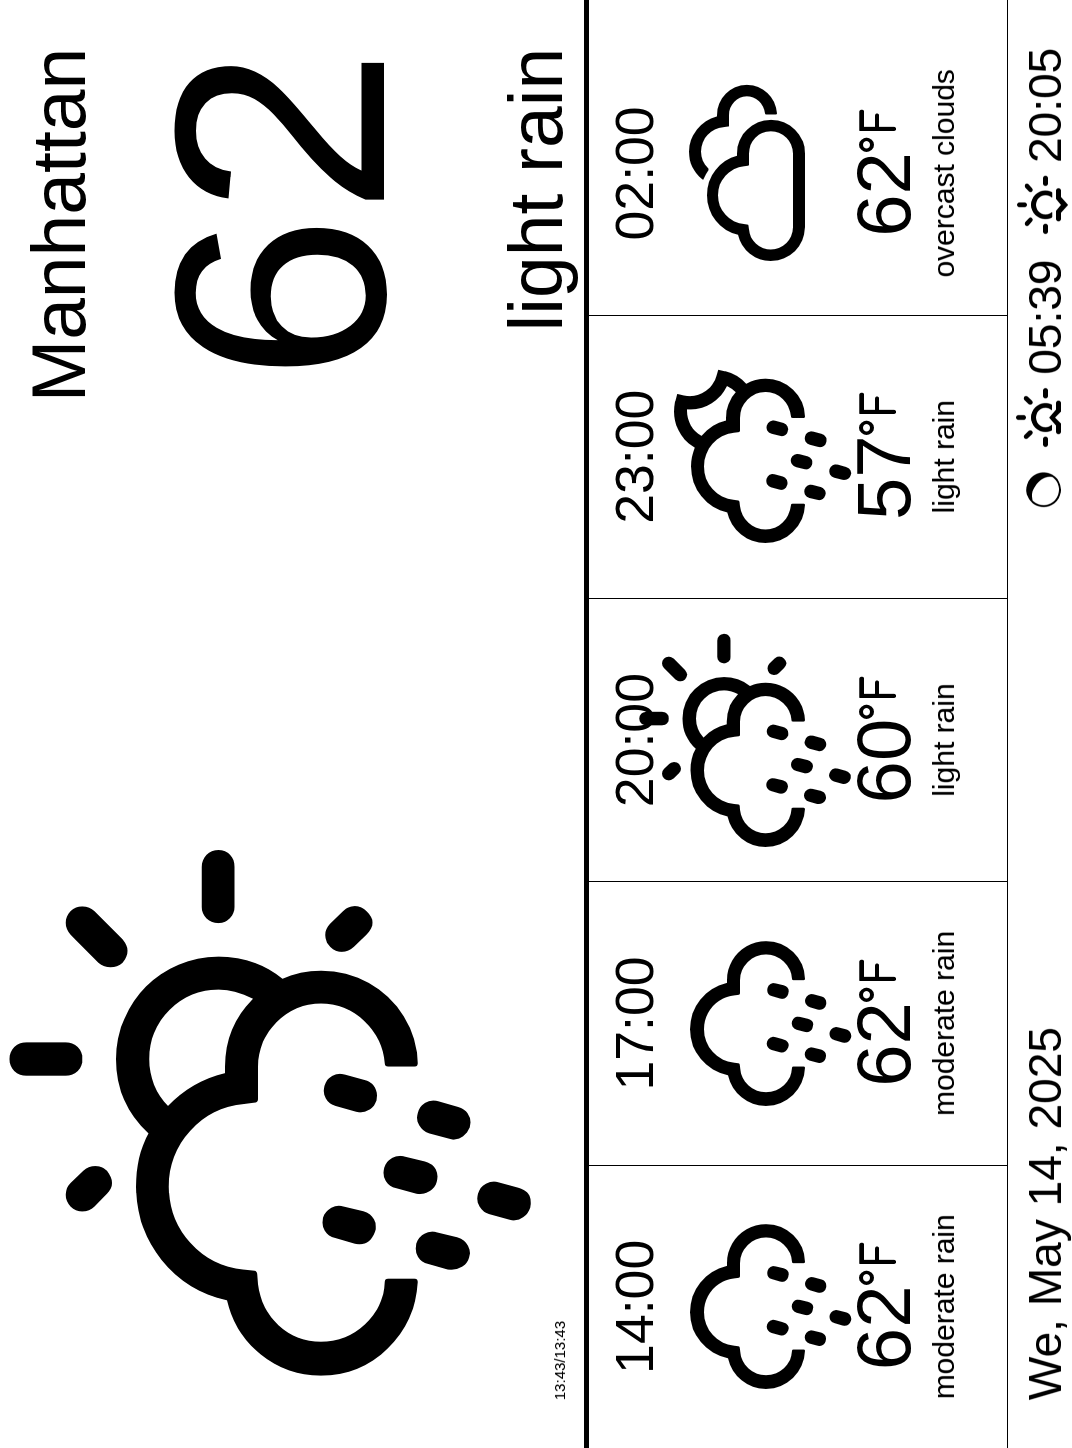 Manhattan
62
light rain
13:43/13:43
14:00
62°F
moderate rain
17:00
62°F
moderate rain
20:00
60°F
light rain
23:00
57°F
light rain
02:00
62°F
overcast clouds
We, May 14, 2025
05:39
20:05